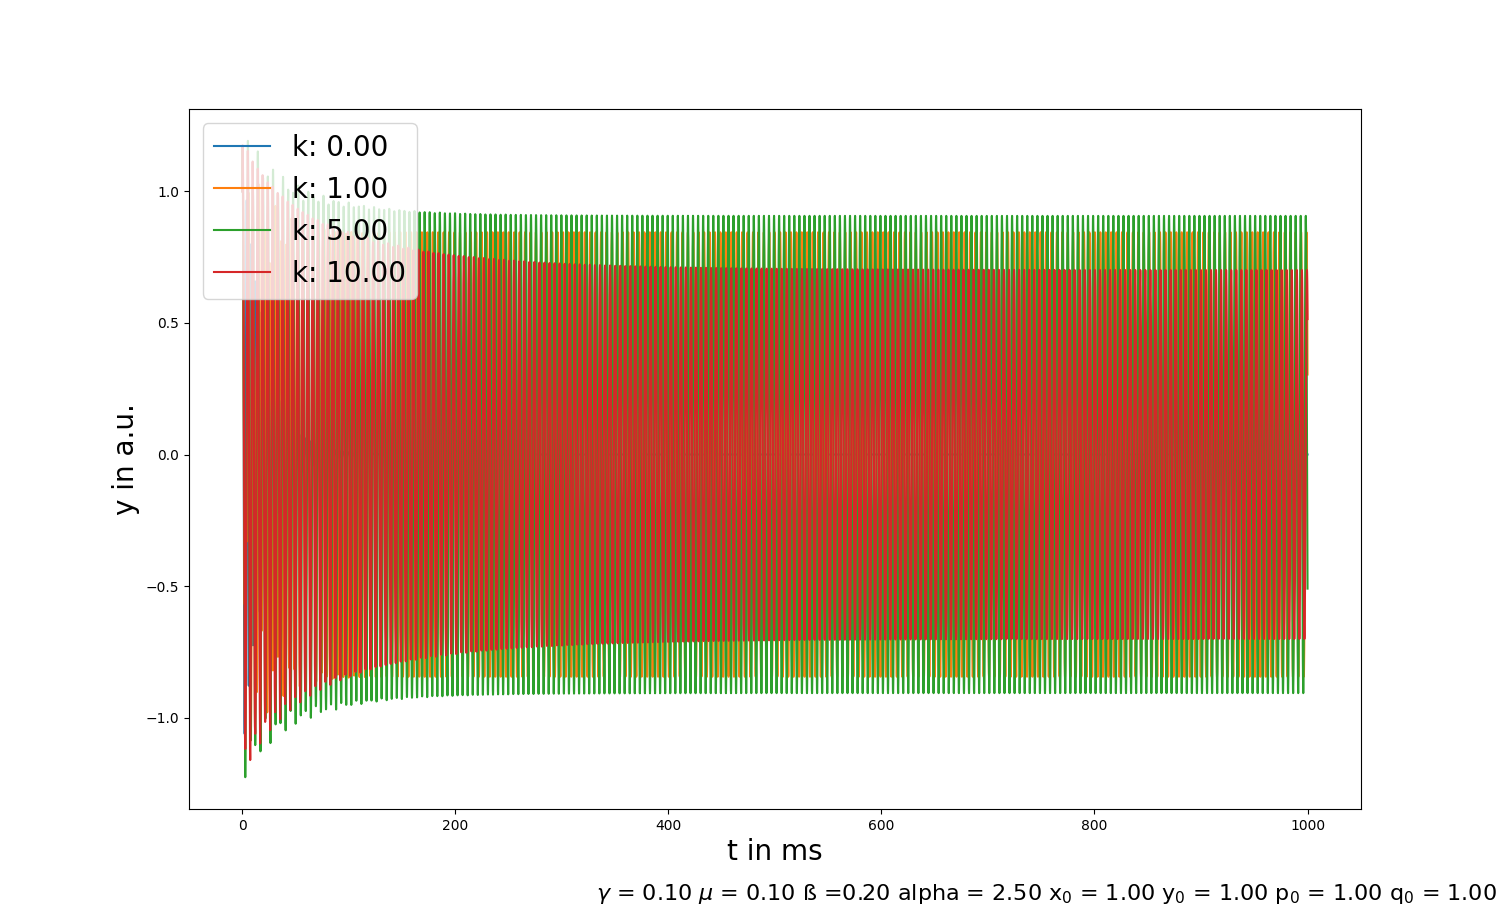 k: 0.00
k: 1.00
k: 5.00
k: 10.00
1.0
0.5
0.0
−0.5
−1.0
y in a.u.
0 200 400 600 800 1000
t in ms
γ = 0.10 μ = 0.10 ß =0.20 alpha = 2.50 x₀ = 1.00 y₀ = 1.00 p₀ = 1.00 q₀ = 1.00